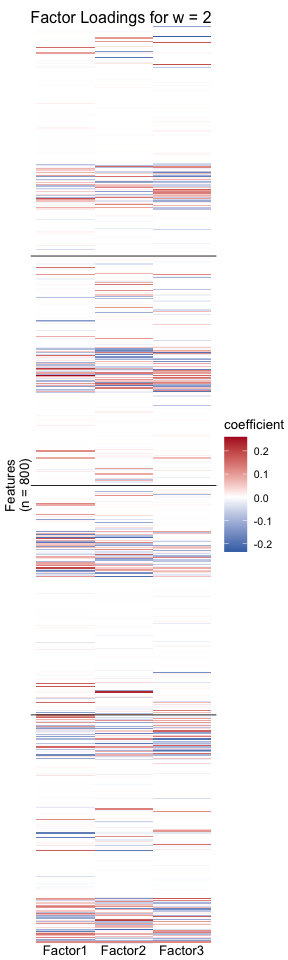 Factor Loadings for w = 2
Features
(n = 800)
coefficient
0.2
0.1
0.0
-0.1
-0.2
Factor1 Factor2 Factor3